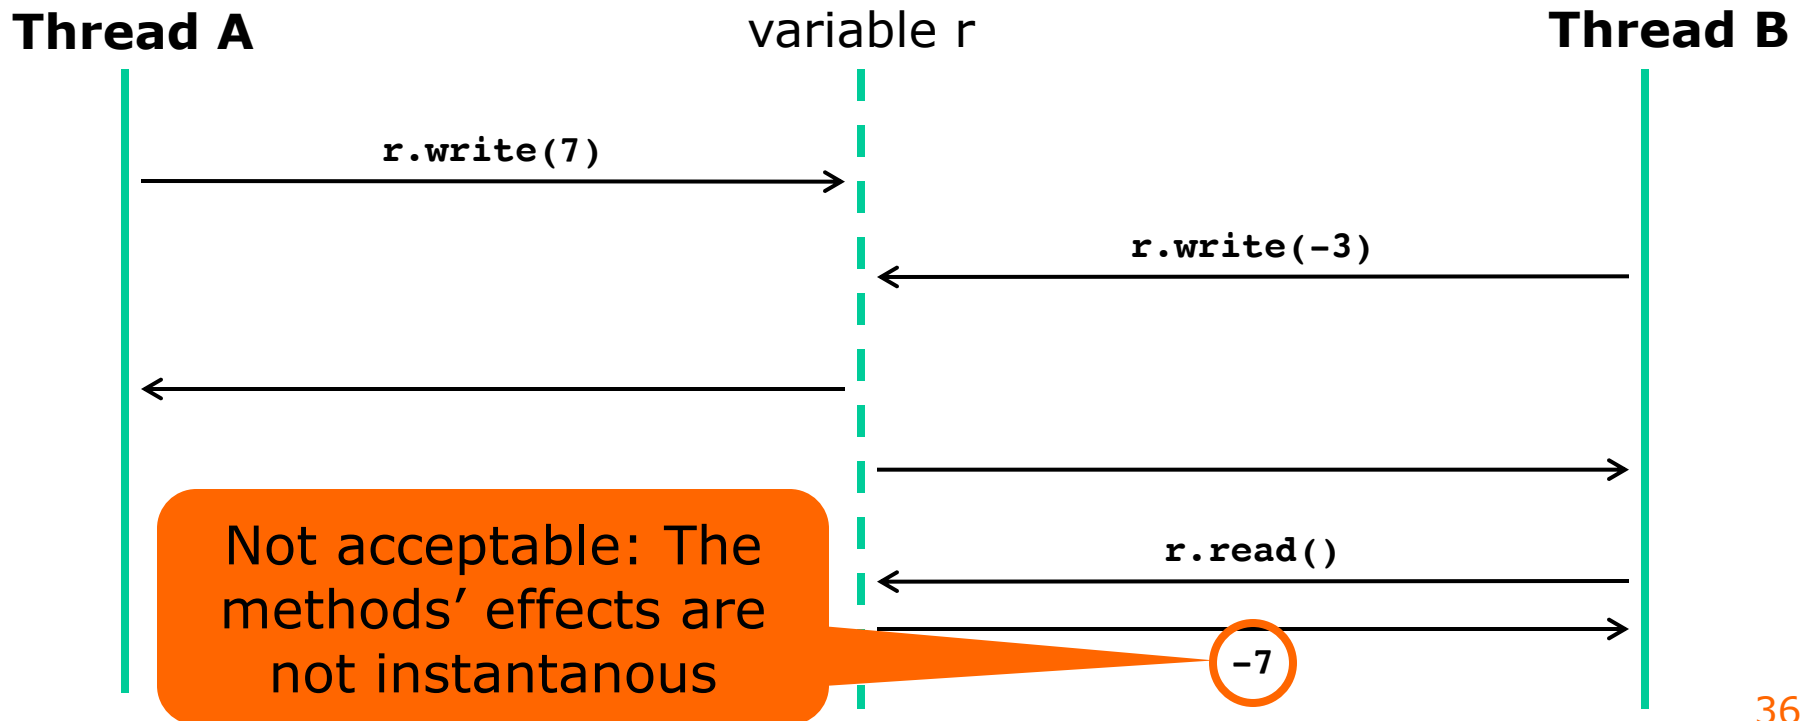 Thread A
variable r
Thread B
r.write(7)
r.write(-3)
Not acceptable: The
methods’ effects are
not instantanous
r.read()
-7
36